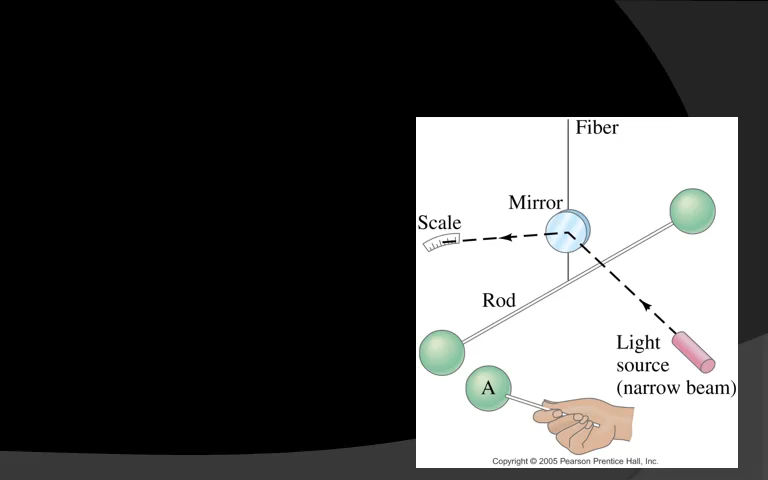 Fiber
Mirror
Scale
Rod
Light
source
(narrow beam)
A
Copyright © 2005 Pearson Prentice Hall, Inc.